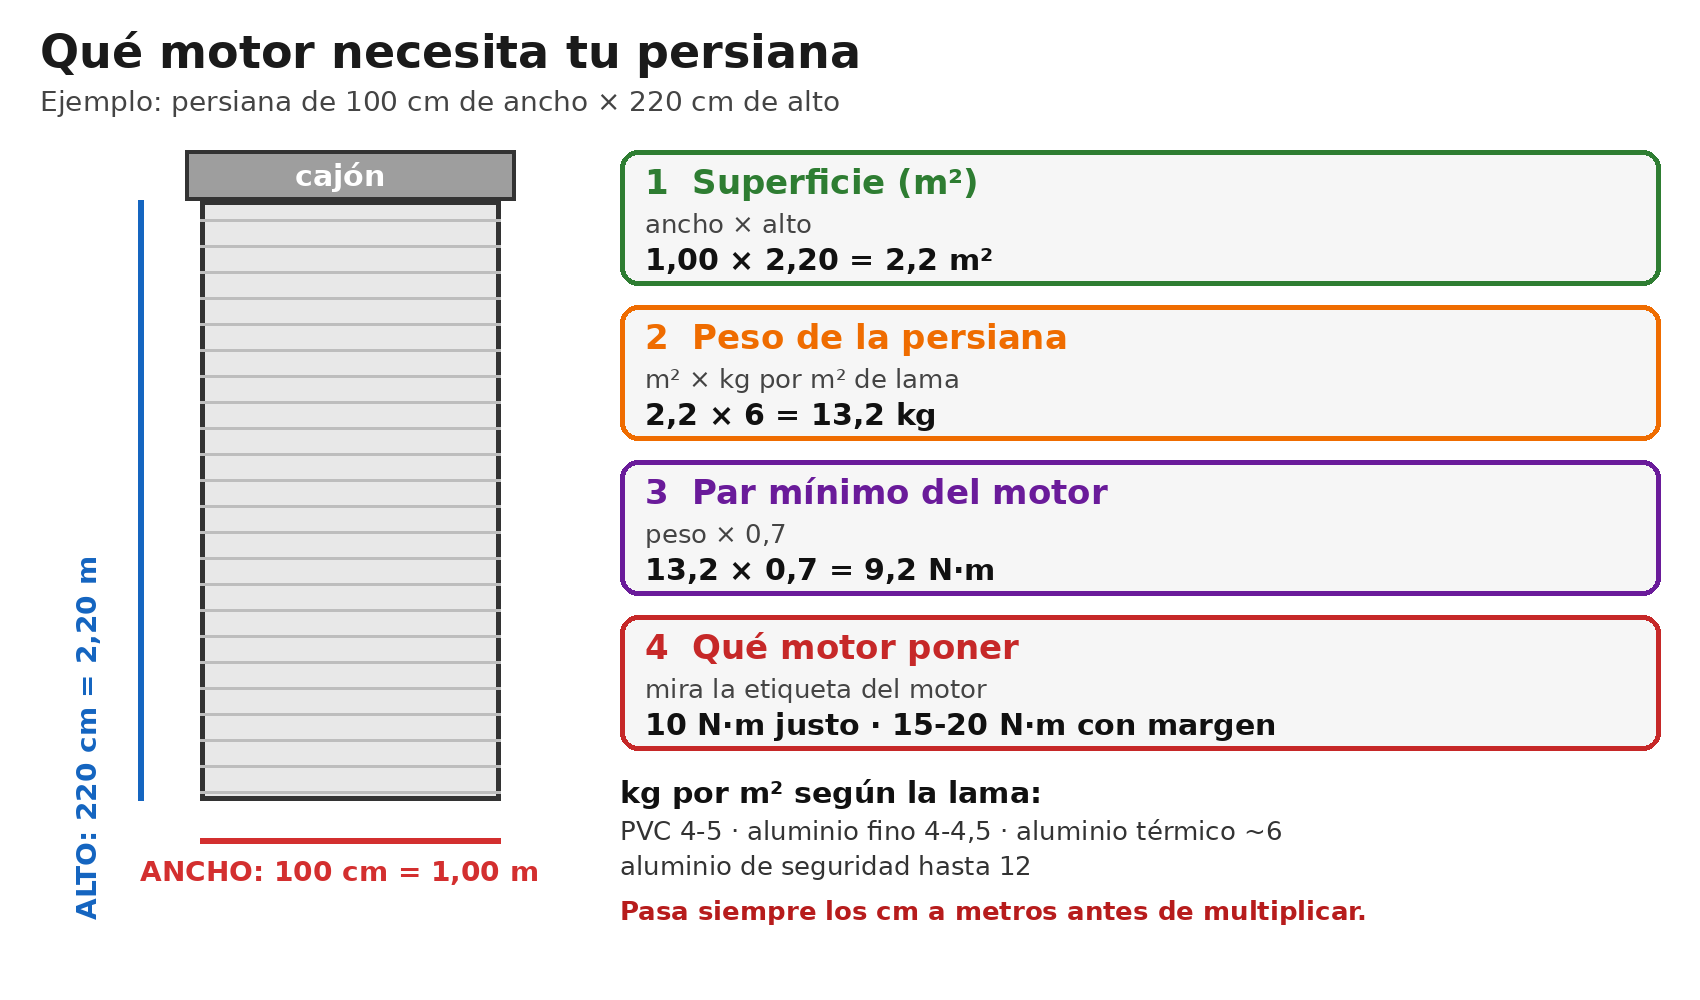 Qué motor necesita tu persiana
Ejemplo: persiana de 100 cm de ancho × 220 cm de alto
cajón
ALTO: 220 cm = 2,20 m
ANCHO: 100 cm = 1,00 m
1 Superficie (m²)
ancho × alto
1,00 × 2,20 = 2,2 m²
2 Peso de la persiana
m² × kg por m² de lama
2,2 × 6 = 13,2 kg
3 Par mínimo del motor
peso × 0,7
13,2 × 0,7 = 9,2 N·m
4 Qué motor poner
mira la etiqueta del motor
10 N·m justo · 15-20 N·m con margen
kg por m² según la lama:
PVC 4-5 · aluminio fino 4-4,5 · aluminio térmico ~6
aluminio de seguridad hasta 12
Pasa siempre los cm a metros antes de multiplicar.